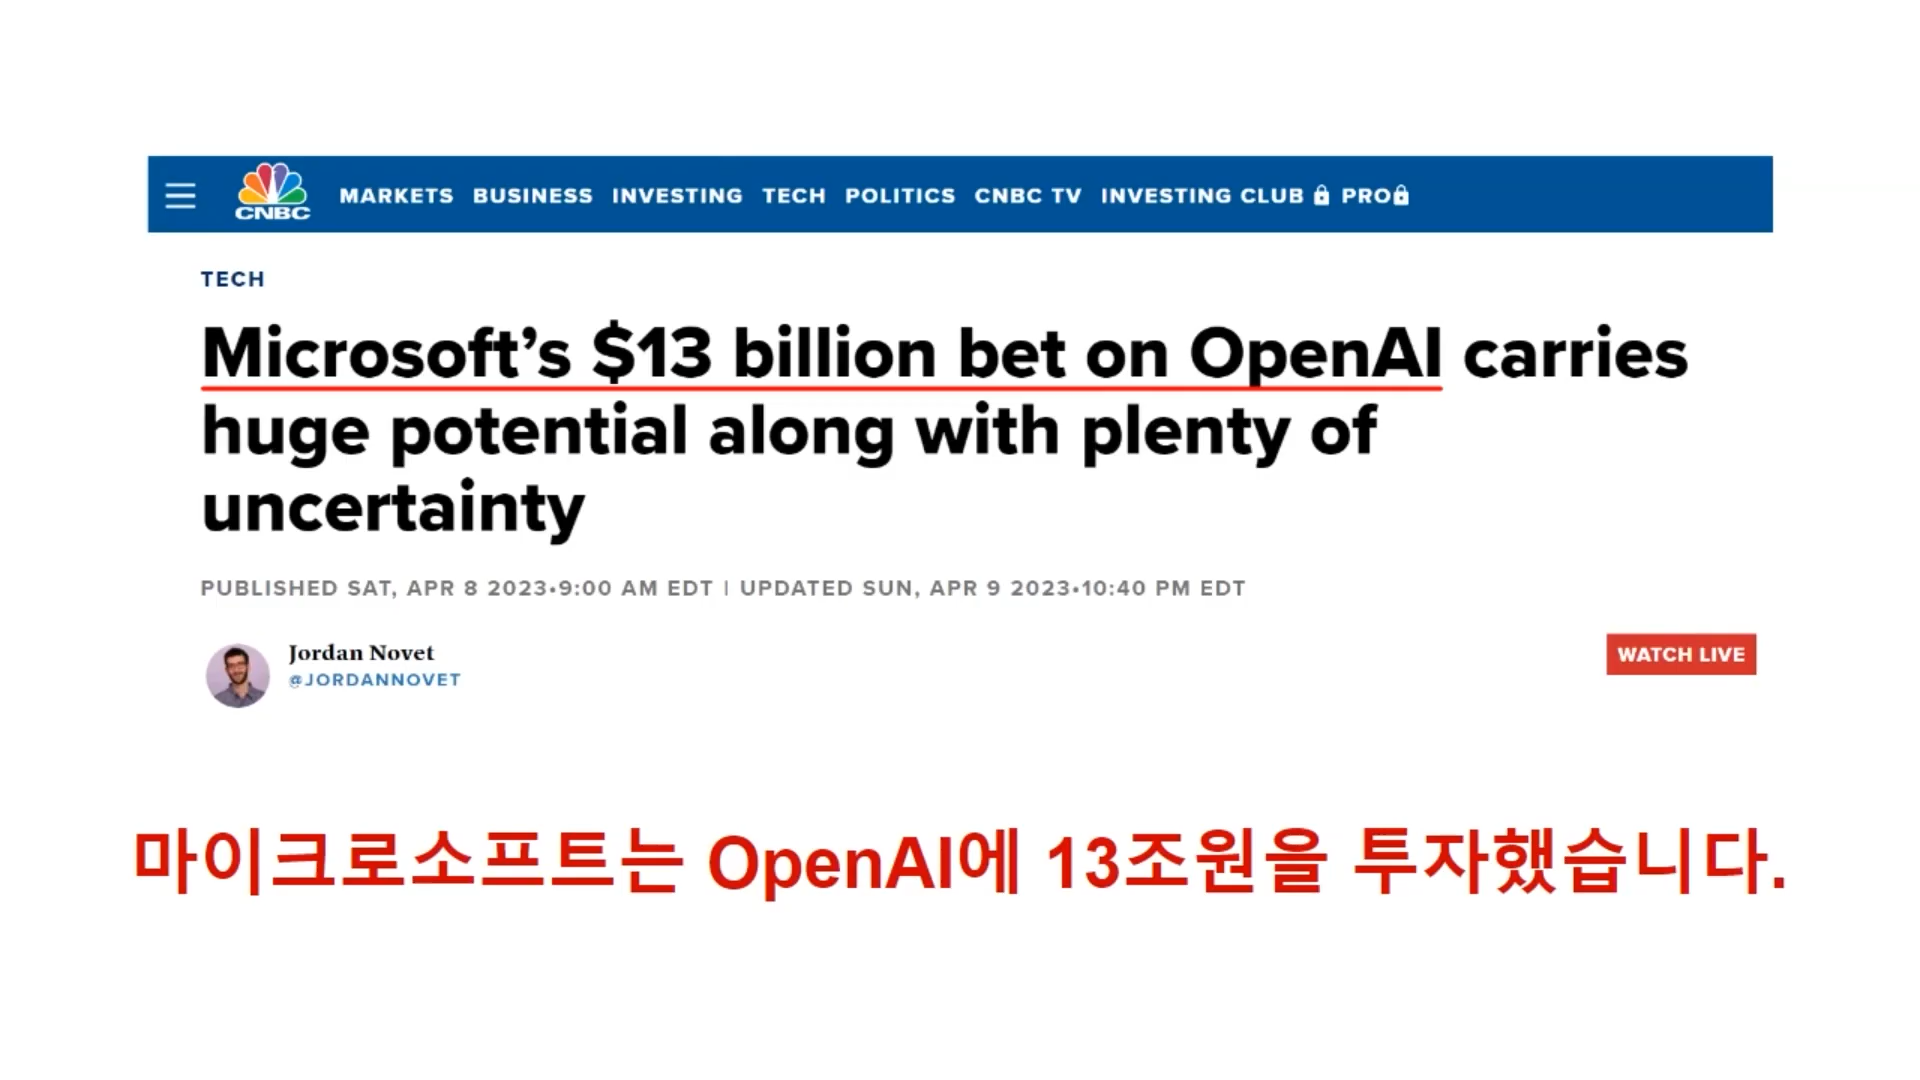 CNBC
MARKETS BUSINESS INVESTING TECH POLITICS CNBC TV INVESTING CLUB PRO
TECH
Microsoft’s $13 billion bet on OpenAI carries
huge potential along with plenty of
uncertainty
PUBLISHED SAT, APR 8 2023•9:00 AM EDT | UPDATED SUN, APR 9 2023•10:40 PM EDT
Jordan Novet
@JORDANNOVET
WATCH LIVE
마이크로소프트는 OpenAI에 13조원을 투자했습니다.